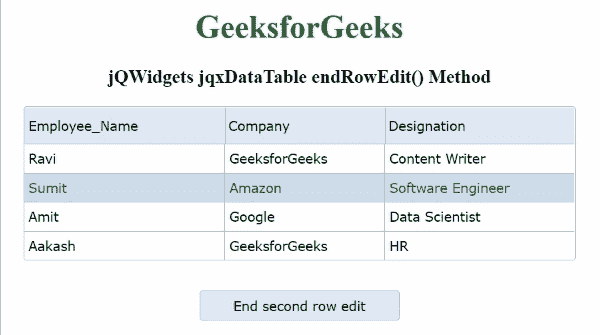 GeeksforGeeks
jQWidgets jqxDataTable endRowEdit() Method
Employee_Name Company Designation
Ravi GeeksforGeeks Content Writer
Sumit Amazon Software Engineer
Amit Google Data Scientist
Aakash GeeksforGeeks HR
End second row edit